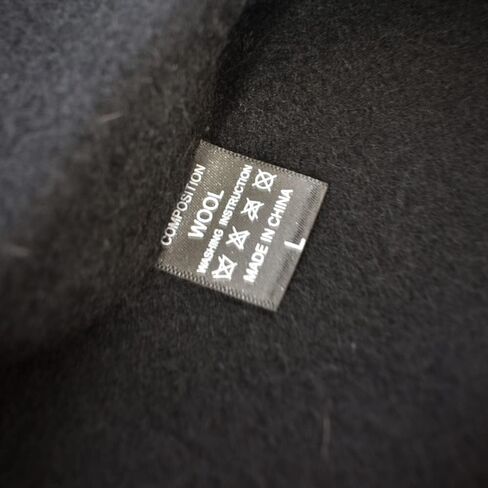 COMPOSITION
WOOL
WASHING INSTRUCTION
MADE IN CHINA
L